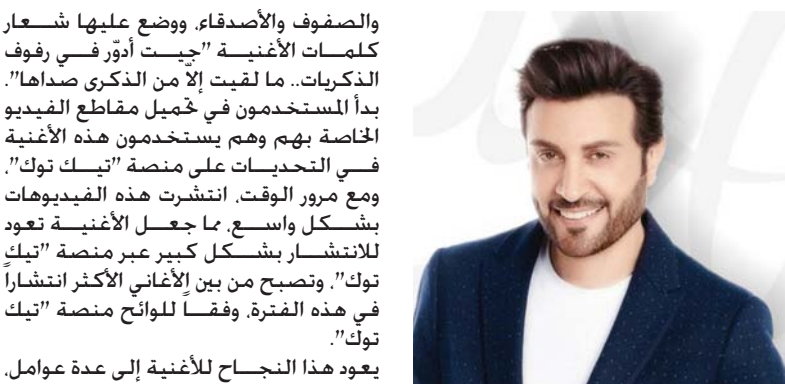 والصفوف والأصدقاء، ووضع عليها شعار
كلمات الأغنية "جيت أدوّر في رفوف
الذكريات.. ما لقيت إلاّ من الذكرى صداها".
بدأ المستخدمون في تحميل مقاطع الفيديو
الخاصة بهم وهم يستخدمون هذه الأغنية
في التحديات على منصة "تيك توك"،
ومع مرور الوقت، انتشرت هذه الفيديوهات
بشكل واسع، مما جعل الأغنية تعود
للانتشار بشكل كبير عبر منصة "تيك
توك"، وتصبح من بين الأغاني الأكثر انتشاراً
في هذه الفترة، وفقاً للوائح منصة "تيك
توك".
يعود هذا النجاح للأغنية إلى عدة عوامل،